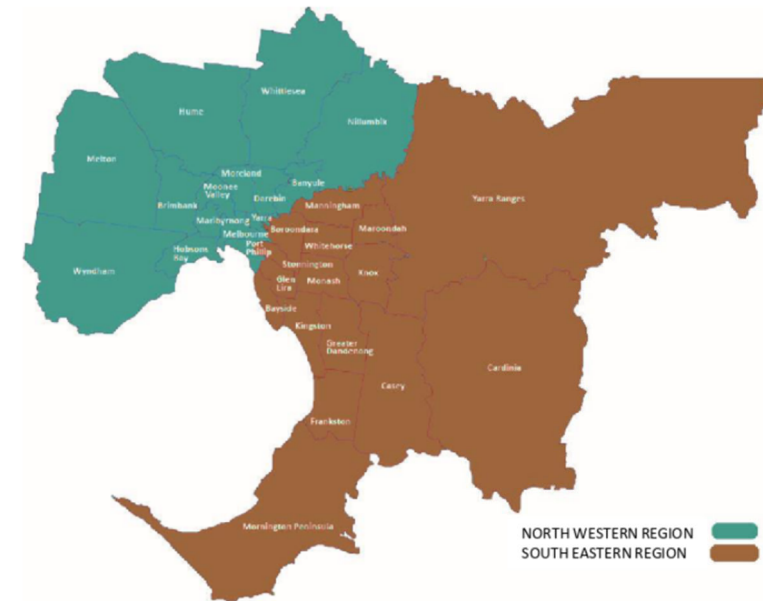 Whittlesea
Hume
Nillumbik
Melton
Moreland
Moonee
Valley
Banyule
Darebin
Brimbank
Manningham
Yarra Ranges
Maribyrnong
Yarra
Melbourne
Boroondara
Maroondah
Hobsons
Bay
Port
Phillip
Whitehorse
Wyndham
Stonnington
Knox
Glen
Eira
Monash
Bayside
Kingston
Greater
Dandenong
Cardinia
Casey
Frankston
Mornington Peninsula
NORTH WESTERN REGION
SOUTH EASTERN REGION